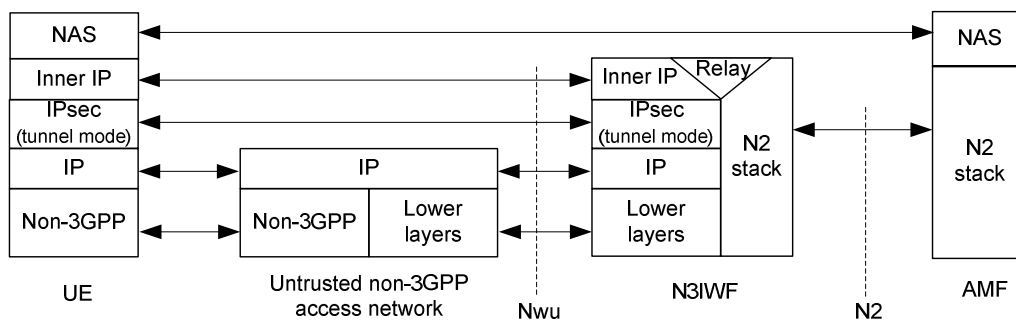 NAS
Inner IP
IPsec
(tunnel mode)
IP
Non-3GPP
UE
IP
Non-3GPP
Lower
layers
Untrusted non-3GPP
access network
Nwu
Inner IP
Relay
IPsec
(tunnel mode)
IP
Lower
layers
N2
stack
N3IWF
N2
NAS
N2
stack
AMF